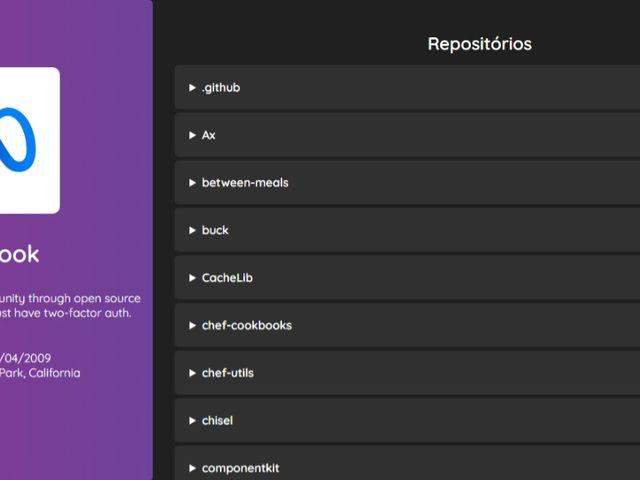 ook
unity through open source
ust have two-factor auth.
/04/2009
Park, California
Repositórios
.github
Ax
between-meals
buck
CacheLib
chef-cookbooks
chef-utils
chisel
componentkit